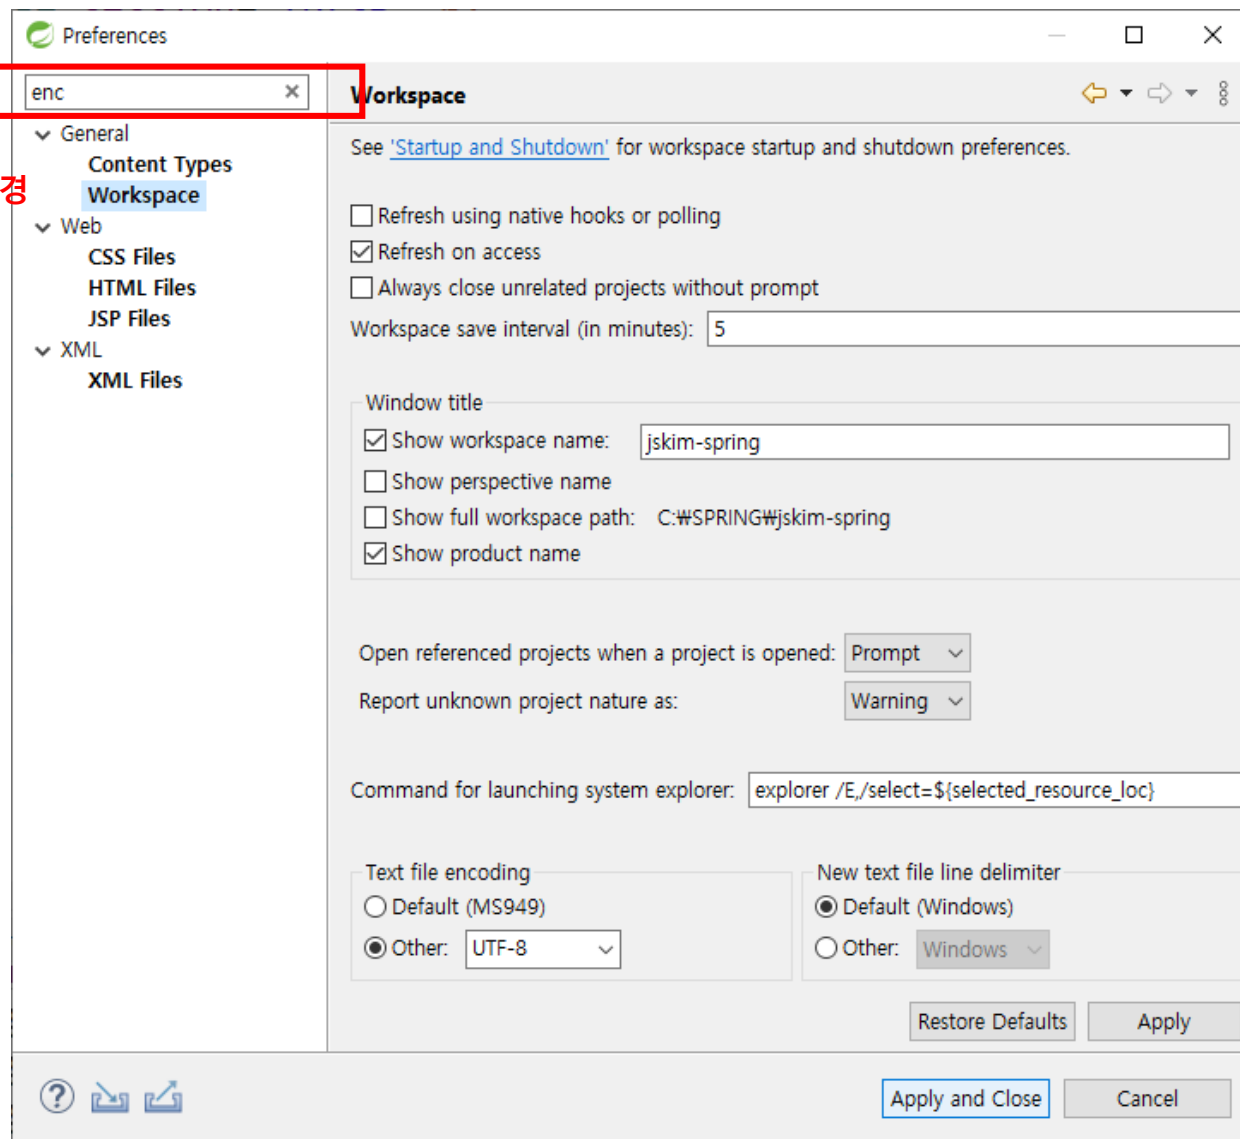 Preferences
enc
General
Content Types
경
Workspace
Web
CSS Files
HTML Files
JSP Files
XML
XML Files
Workspace
See 'Startup and Shutdown' for workspace startup and shutdown preferences.
Refresh using native hooks or polling
Refresh on access
Always close unrelated projects without prompt
Workspace save interval (in minutes): 5
Window title
Show workspace name: jskim-spring
Show perspective name
Show full workspace path: C:₩SPRING₩jskim-spring
Show product name
Open referenced projects when a project is opened: Prompt
Report unknown project nature as: Warning
Command for launching system explorer: explorer /E,/select=${selected_resource_loc}
Text file encoding
Default (MS949)
Other: UTF-8
New text file line delimiter
Default (Windows)
Other: Windows
Restore Defaults Apply
Apply and Close Cancel